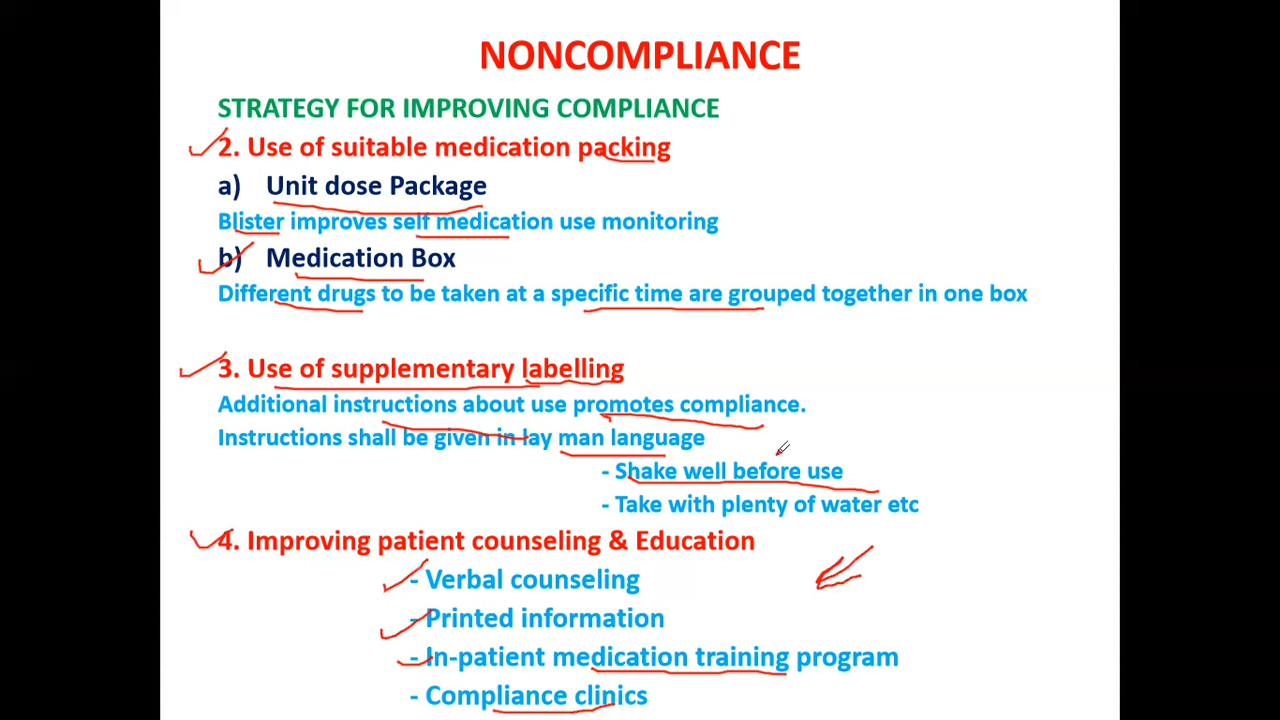 NONCOMPLIANCE
STRATEGY FOR IMPROVING COMPLIANCE
2. Use of suitable medication packing
a) Unit dose Package
Blister improves self medication use monitoring
b) Medication Box
Different drugs to be taken at a specific time are grouped together in one box
3. Use of supplementary labelling
Additional instructions about use promotes compliance.
Instructions shall be given in lay man language
- Shake well before use
- Take with plenty of water etc
4. Improving patient counseling & Education
- Verbal counseling
- Printed information
- In-patient medication training program
- Compliance clinics